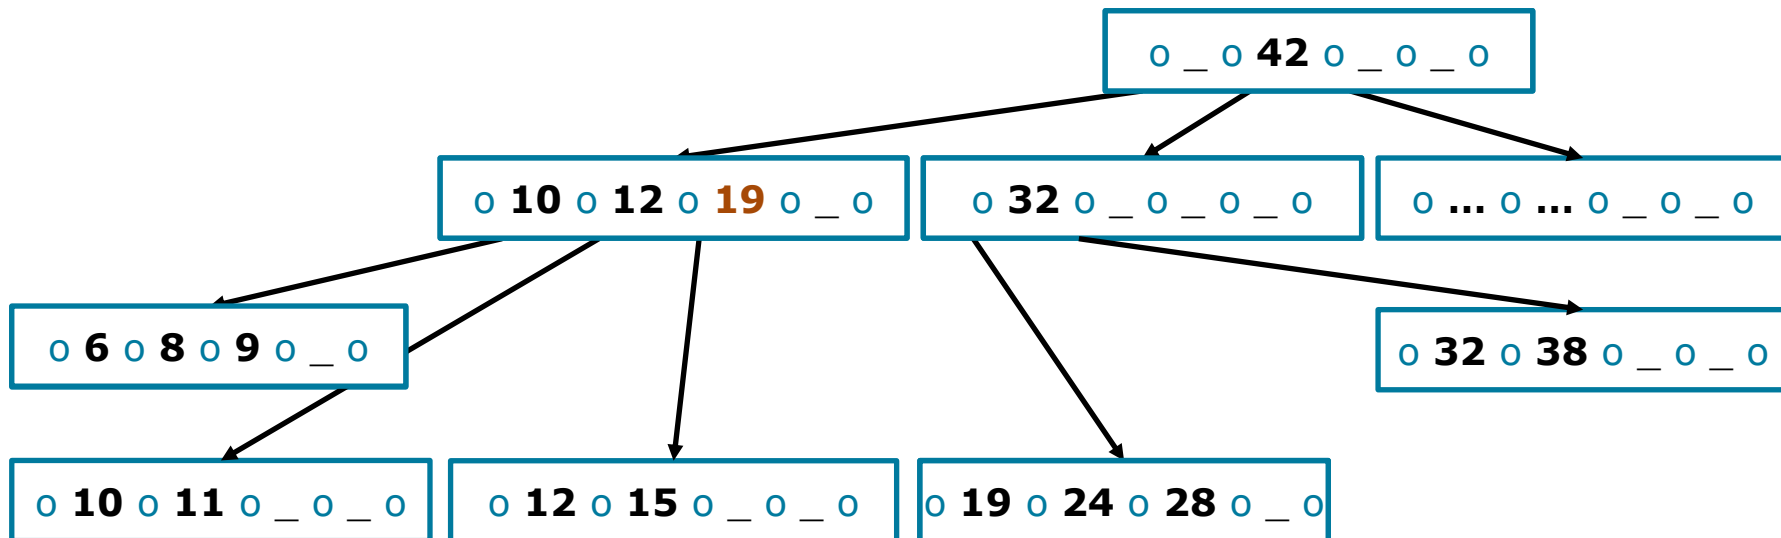 o _ o 42 o _ o _ o
o 10 o 12 o 19 o _ o
o 32 o _ o _ o _ o
o ... o ... o _ o _ o
o 6 o 8 o 9 o _ o
o 32 o 38 o _ o _ o
o 10 o 11 o _ o _ o
o 12 o 15 o _ o _ o
o 19 o 24 o 28 o _ o